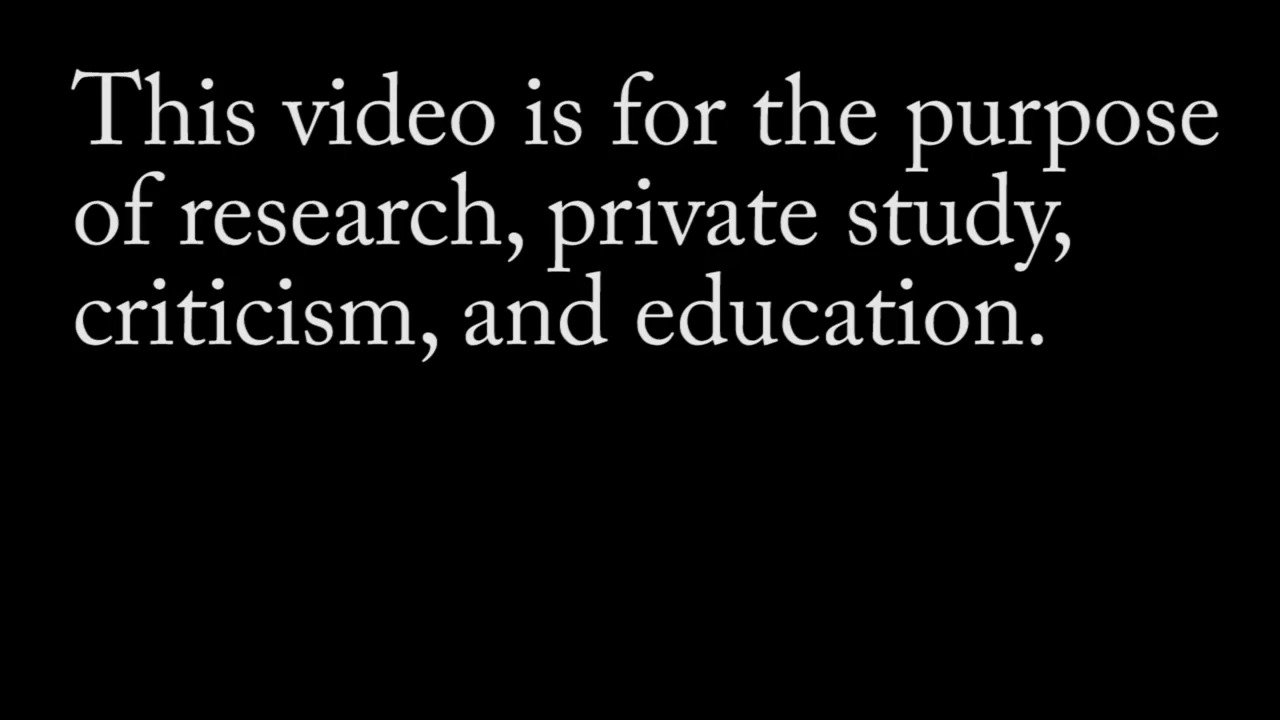 This video is for the purpose
of research, private study,
criticism, and education.